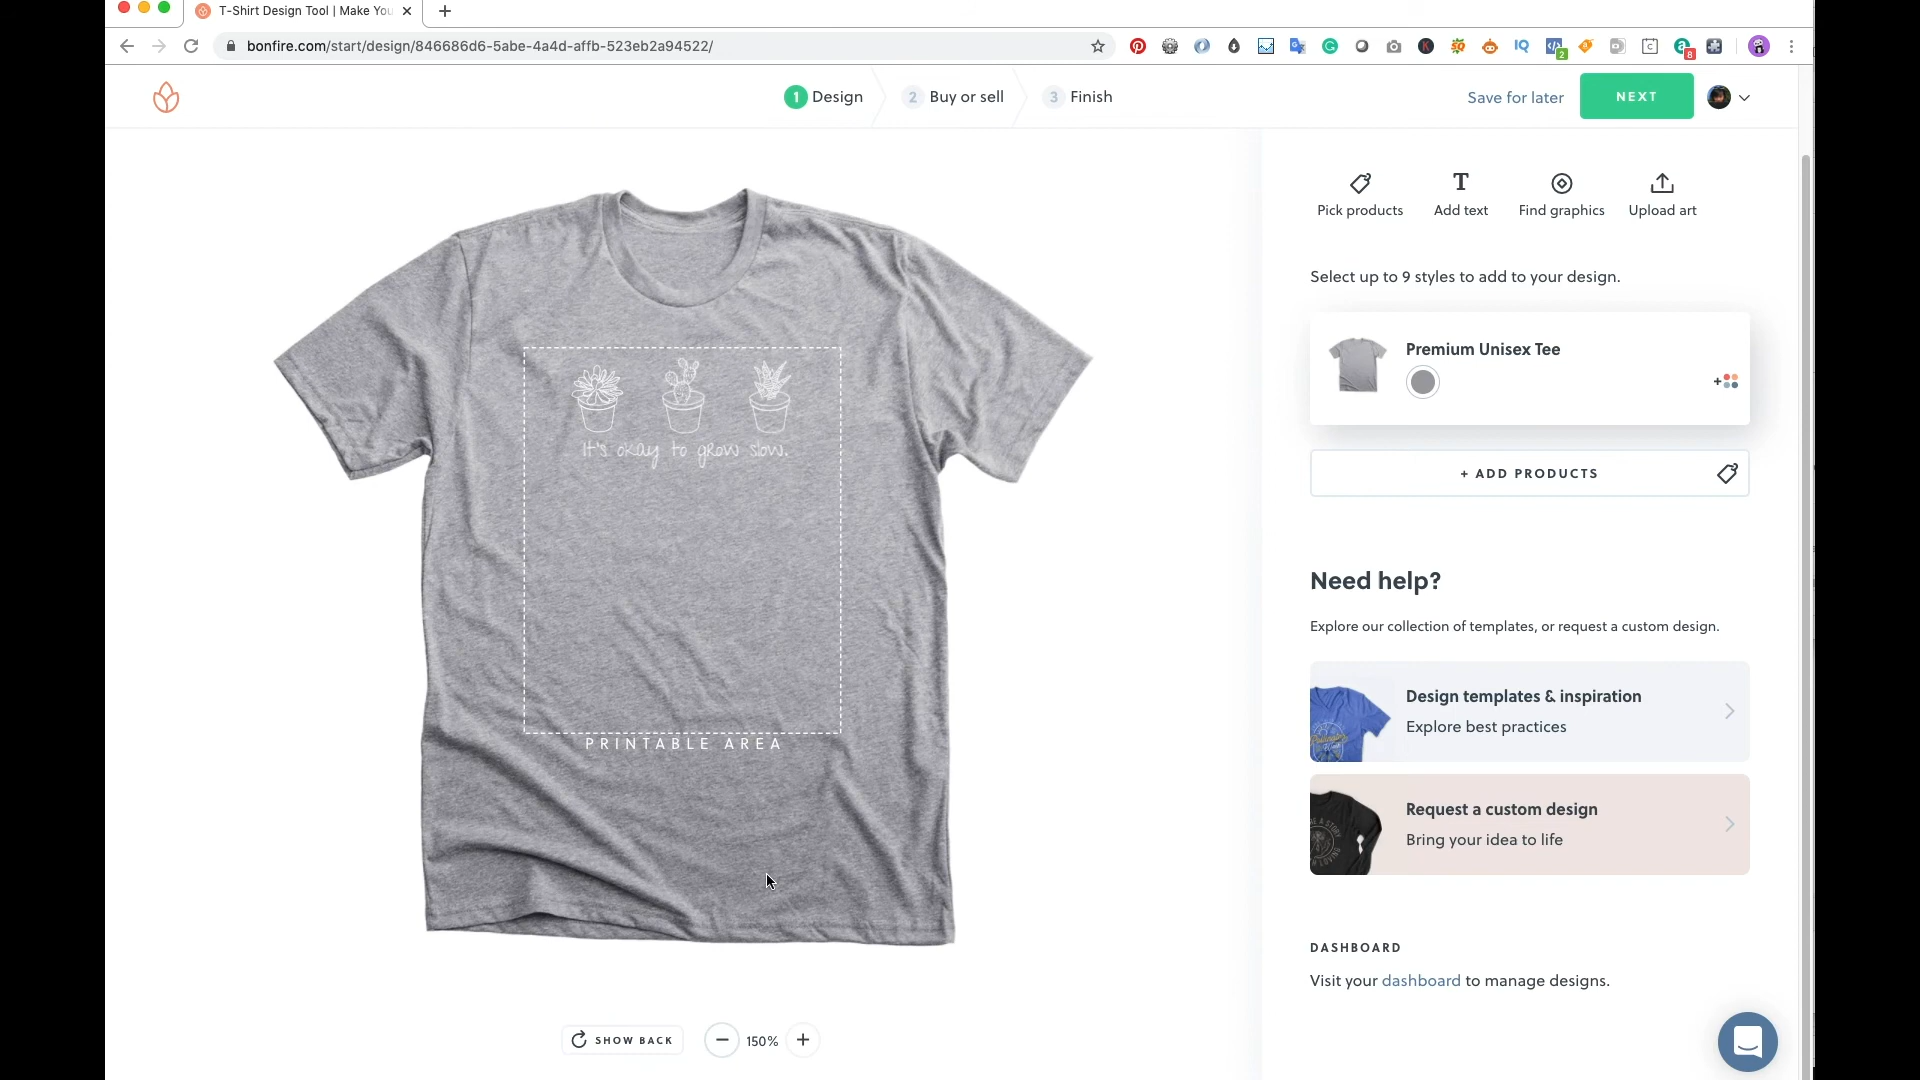 T-Shirt Design Tool | Make You
bonfire.com/start/design/846686d6-5abe-4a4d-affb-523eb2a94522/
1 Design
2 Buy or sell
3 Finish
Save for later
NEXT
Pick products
Add text
Find graphics
Upload art
Select up to 9 styles to add to your design.
Premium Unisex Tee
+ ADD PRODUCTS
It's okay to grow slow.
PRINTABLE AREA
Need help?
Explore our collection of templates, or request a custom design.
Design templates & inspiration
Explore best practices
Request a custom design
Bring your idea to life
DASHBOARD
Visit your dashboard to manage designs.
SHOW BACK
150%